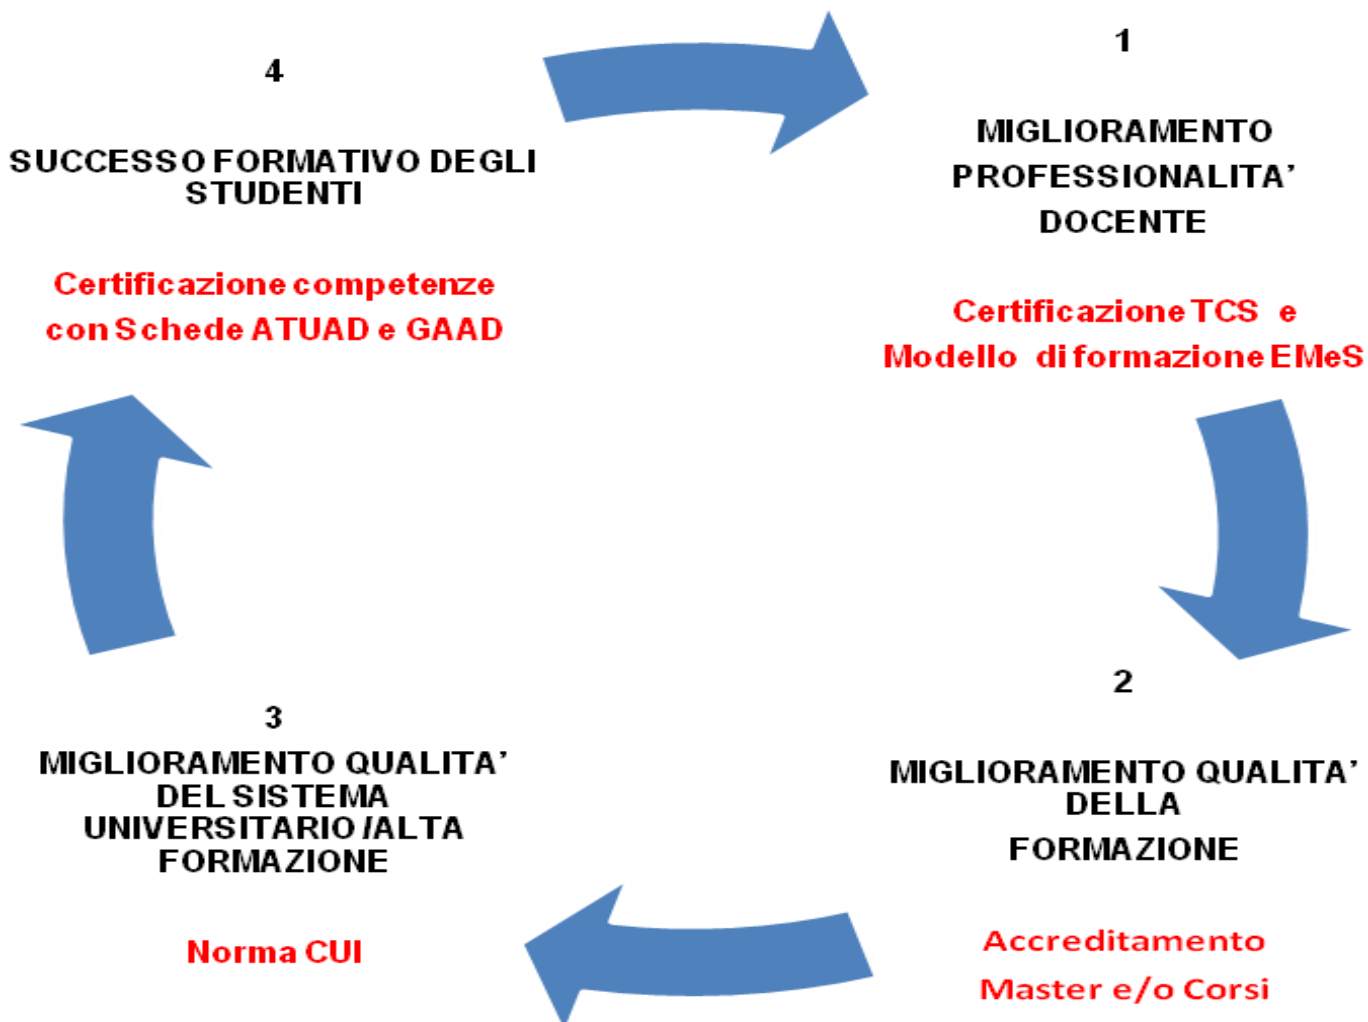 1
MIGLIORAMENTO
PROFESSIONALITA’
DOCENTE
Certificazione TCS e
Modello di formazione EMeS
2
MIGLIORAMENTO QUALITA’
DELLA
FORMAZIONE
Accreditamento
Master e/o Corsi
3
MIGLIORAMENTO QUALITA’
DEL SISTEMA
UNIVERSITARIO /ALTA
FORMAZIONE
Norma CUI
4
SUCCESSO FORMATIVO DEGLI
STUDENTI
Certificazione competenze
con Schede ATUAD e GAAD